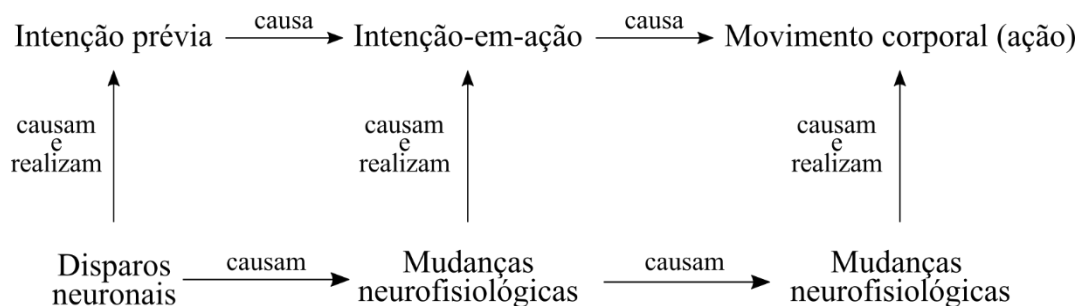 causa
causa
Intenção prévia
Intenção-em-ação
Movimento corporal (ação)
causam
e
realizam
causam
e
realizam
causam
e
realizam
Disparos
neuronais
causam
Mudanças
neurofisiológicas
causam
Mudanças
neurofisiológicas